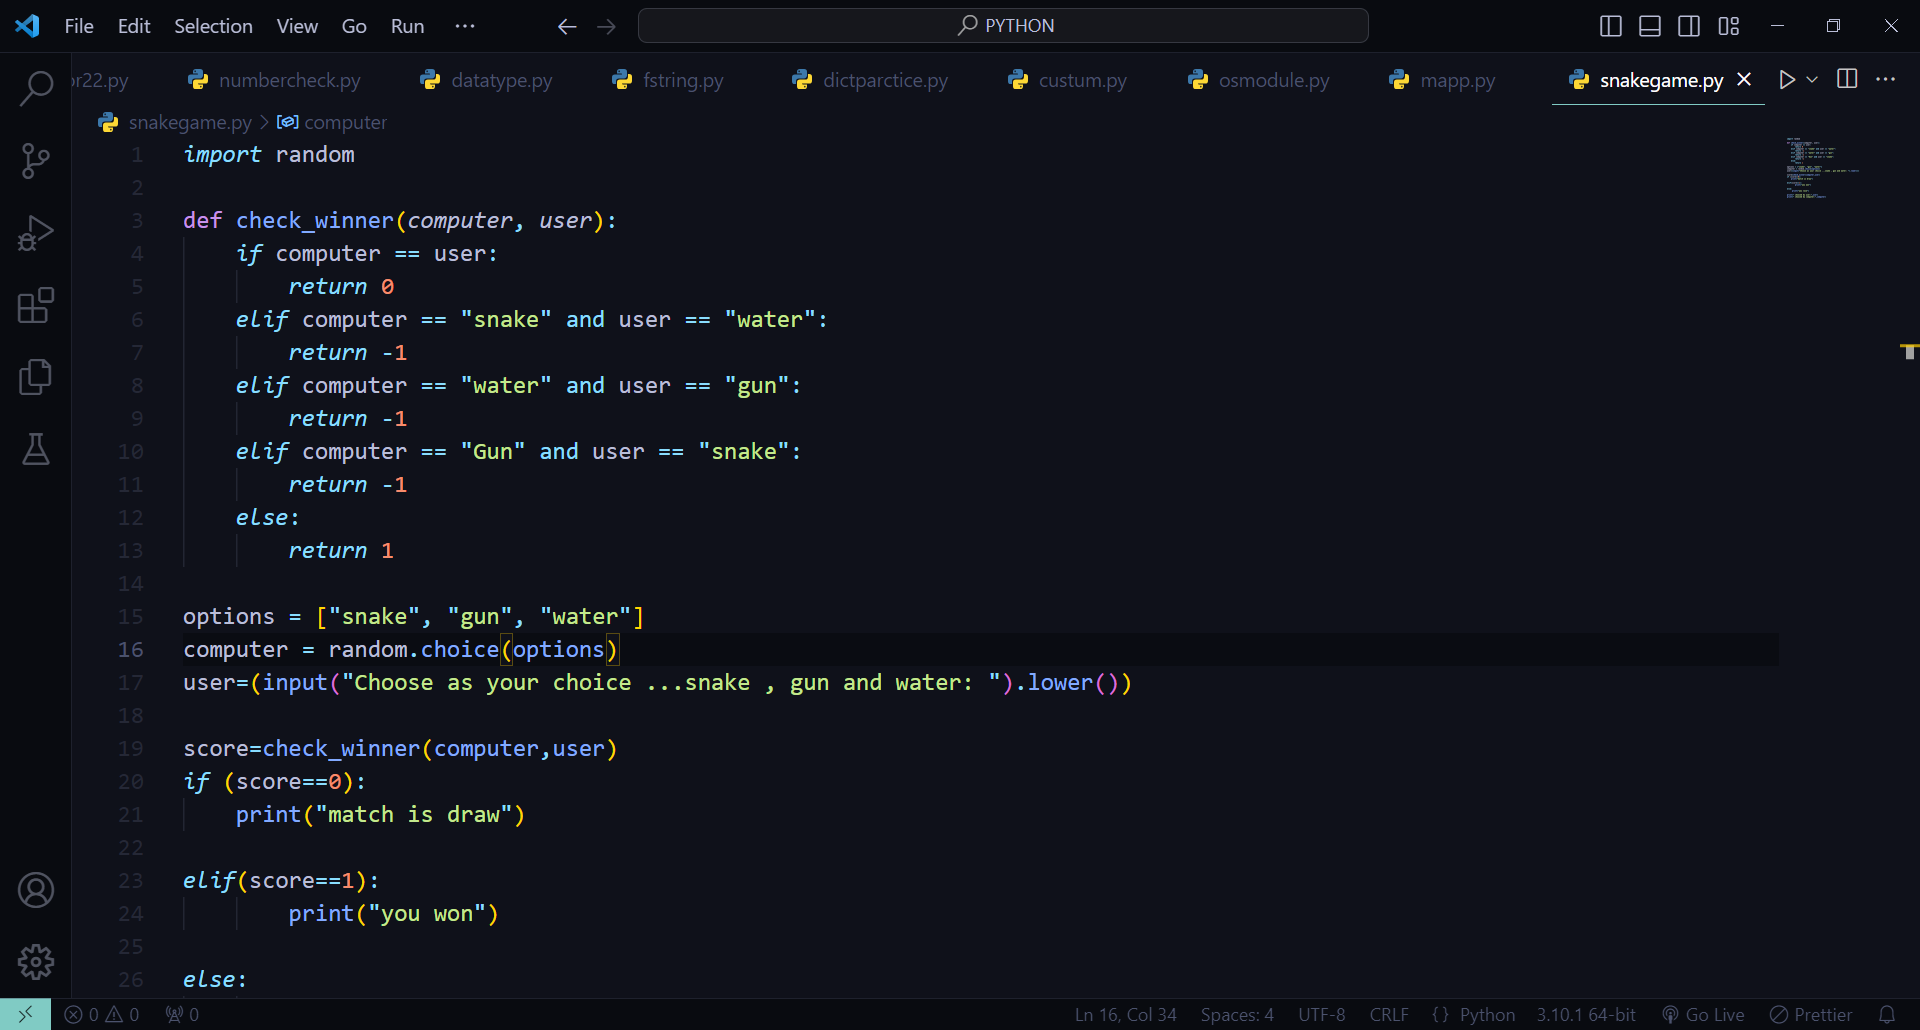 File Edit Selection View Go Run ··· ← → PYTHON
or22.py numbercheck.py datatype.py fstring.py dictparctice.py custum.py osmodule.py mapp.py snakegame.py
snakegame.py > computer
1 import random
2
3 def check_winner(computer, user):
4     if computer == user:
5         return 0
6     elif computer == "snake" and user == "water":
7         return -1
8     elif computer == "water" and user == "gun":
9         return -1
10     elif computer == "Gun" and user == "snake":
11         return -1
12     else:
13         return 1
14
15 options = ["snake", "gun", "water"]
16 computer = random.choice(options)
17 user=(input("Choose as your choice ...snake , gun and water: ").lower())
18
19 score=check_winner(computer,user)
20 if (score==0):
21     print("match is draw")
22
23 elif(score==1):
24         print("you won")
25
26 else:
0 0 0 Ln 16, Col 34 Spaces: 4 UTF-8 CRLF {} Python 3.10.1 64-bit Go Live Prettier